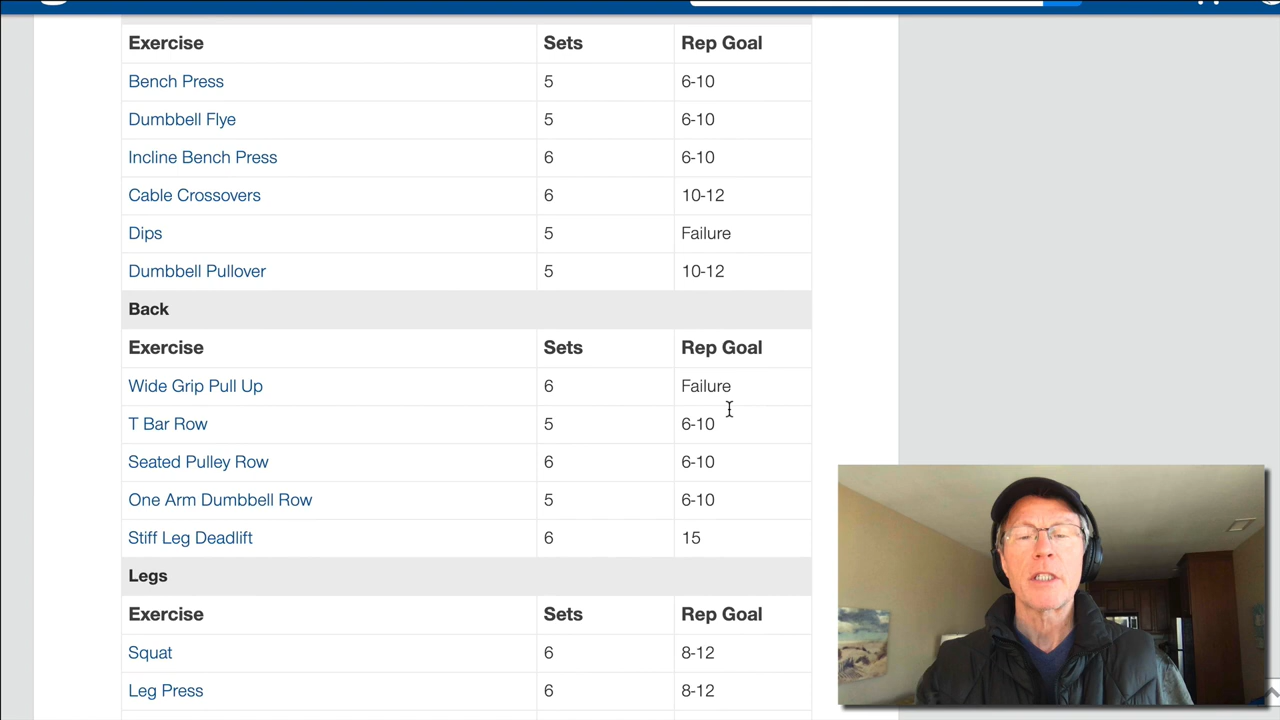 Exercise Sets Rep Goal
Bench Press 5 6-10
Dumbbell Flye 5 6-10
Incline Bench Press 6 6-10
Cable Crossovers 6 10-12
Dips 5 Failure
Dumbbell Pullover 5 10-12
Back
Exercise Sets Rep Goal
Wide Grip Pull Up 6 Failure
T Bar Row 5 6-10
Seated Pulley Row 6 6-10
One Arm Dumbbell Row 5 6-10
Stiff Leg Deadlift 6 15
Legs
Exercise Sets Rep Goal
Squat 6 8-12
Leg Press 6 8-12